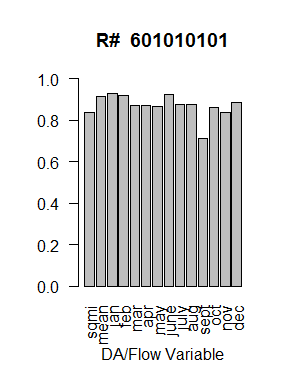 R#  601010101
1.0
0.8
0.6
0.4
0.2
0.0
sqmi
mean
jan
feb
mar
apr
may
june
july
aug
sept
oct
nov
dec
DA/Flow Variable